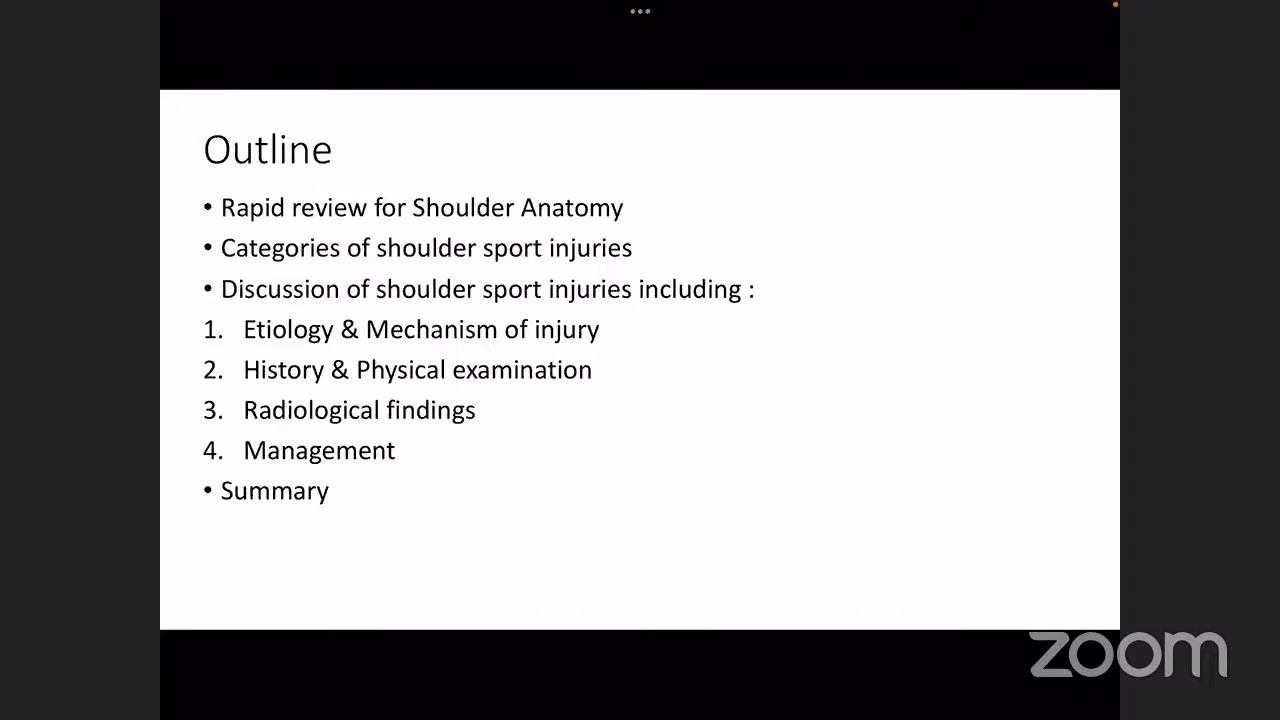 Outline
• Rapid review for Shoulder Anatomy
• Categories of shoulder sport injuries
• Discussion of shoulder sport injuries including :
1. Etiology & Mechanism of injury
2. History & Physical examination
3. Radiological findings
4. Management
• Summary
zoom